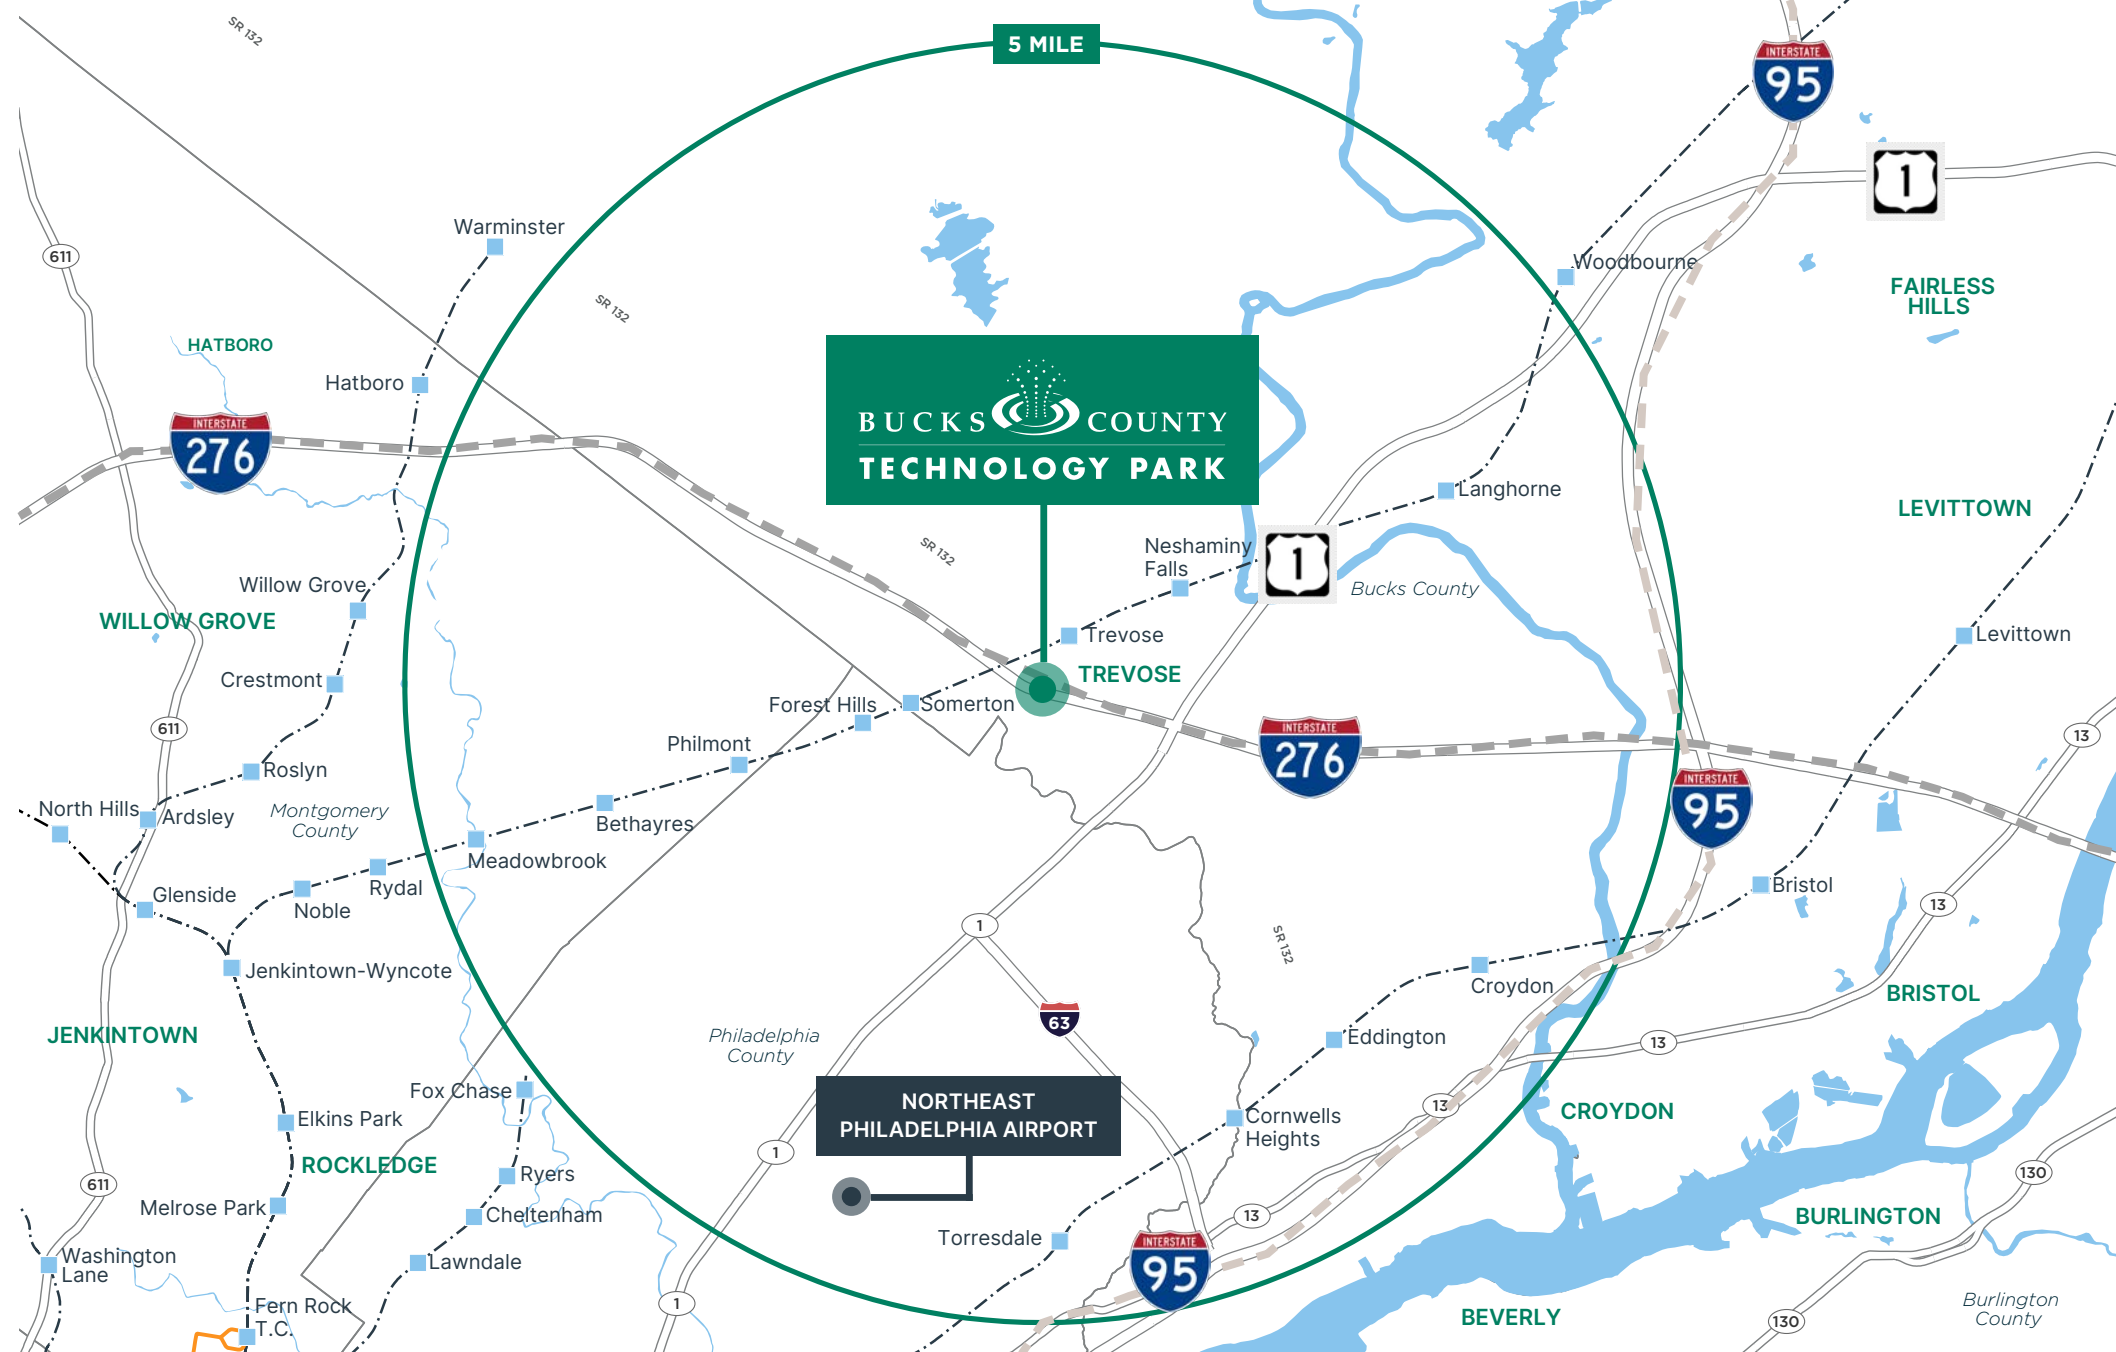 SR 132
5 MILE
INTERSTATE
95
1
Warminster
611
Woodbourne
FAIRLESS
HILLS
SR 132
HATBORO
Hatboro
INTERSTATE
276
BUCKS COUNTY
TECHNOLOGY PARK
Langhorne
LEVITTOWN
SR 132
Neshaminy
Falls
1
Bucks County
Willow Grove
WILLOW GROVE
Trevose
Levittown
TREVOSE
Crestmont
Forest Hills
Somerton
611
Philmont
INTERSTATE
276
13
Roslyn
North Hills
Ardsley
Montgomery
County
Bethayres
INTERSTATE
95
Meadowbrook
Rydal
Noble
Glenside
Bristol
13
1
SR 132
Jenkintown-Wyncote
Croydon
BRISTOL
JENKINTOWN
Philadelphia
County
63
Eddington
13
Fox Chase
NORTHEAST
PHILADELPHIA AIRPORT
13
CROYDON
Elkins Park
Cornwells
Heights
1
ROCKLEDGE
Ryers
130
611
Melrose Park
Cheltenham
13
BURLINGTON
Torresdale
Washington
Lane
Lawndale
INTERSTATE
95
Fern Rock
T.C.
1
BEVERLY
130
Burlington
County